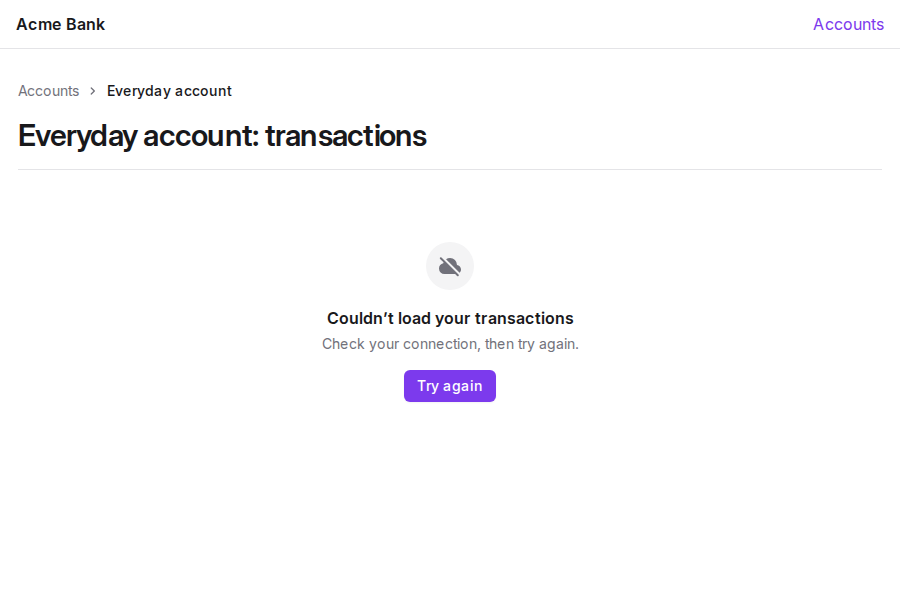 Acme Bank
Accounts
Accounts > Everyday account
Everyday account: transactions
Couldn’t load your transactions
Check your connection, then try again.
Try again